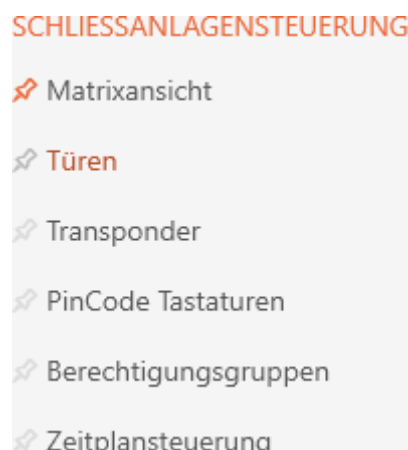 SCHLIESSANLAGENSTEUERUNG
Matrixansicht
Türen
Transponder
PinCode Tastaturen
Berechtigungsgruppen
Zeitplansteuerung